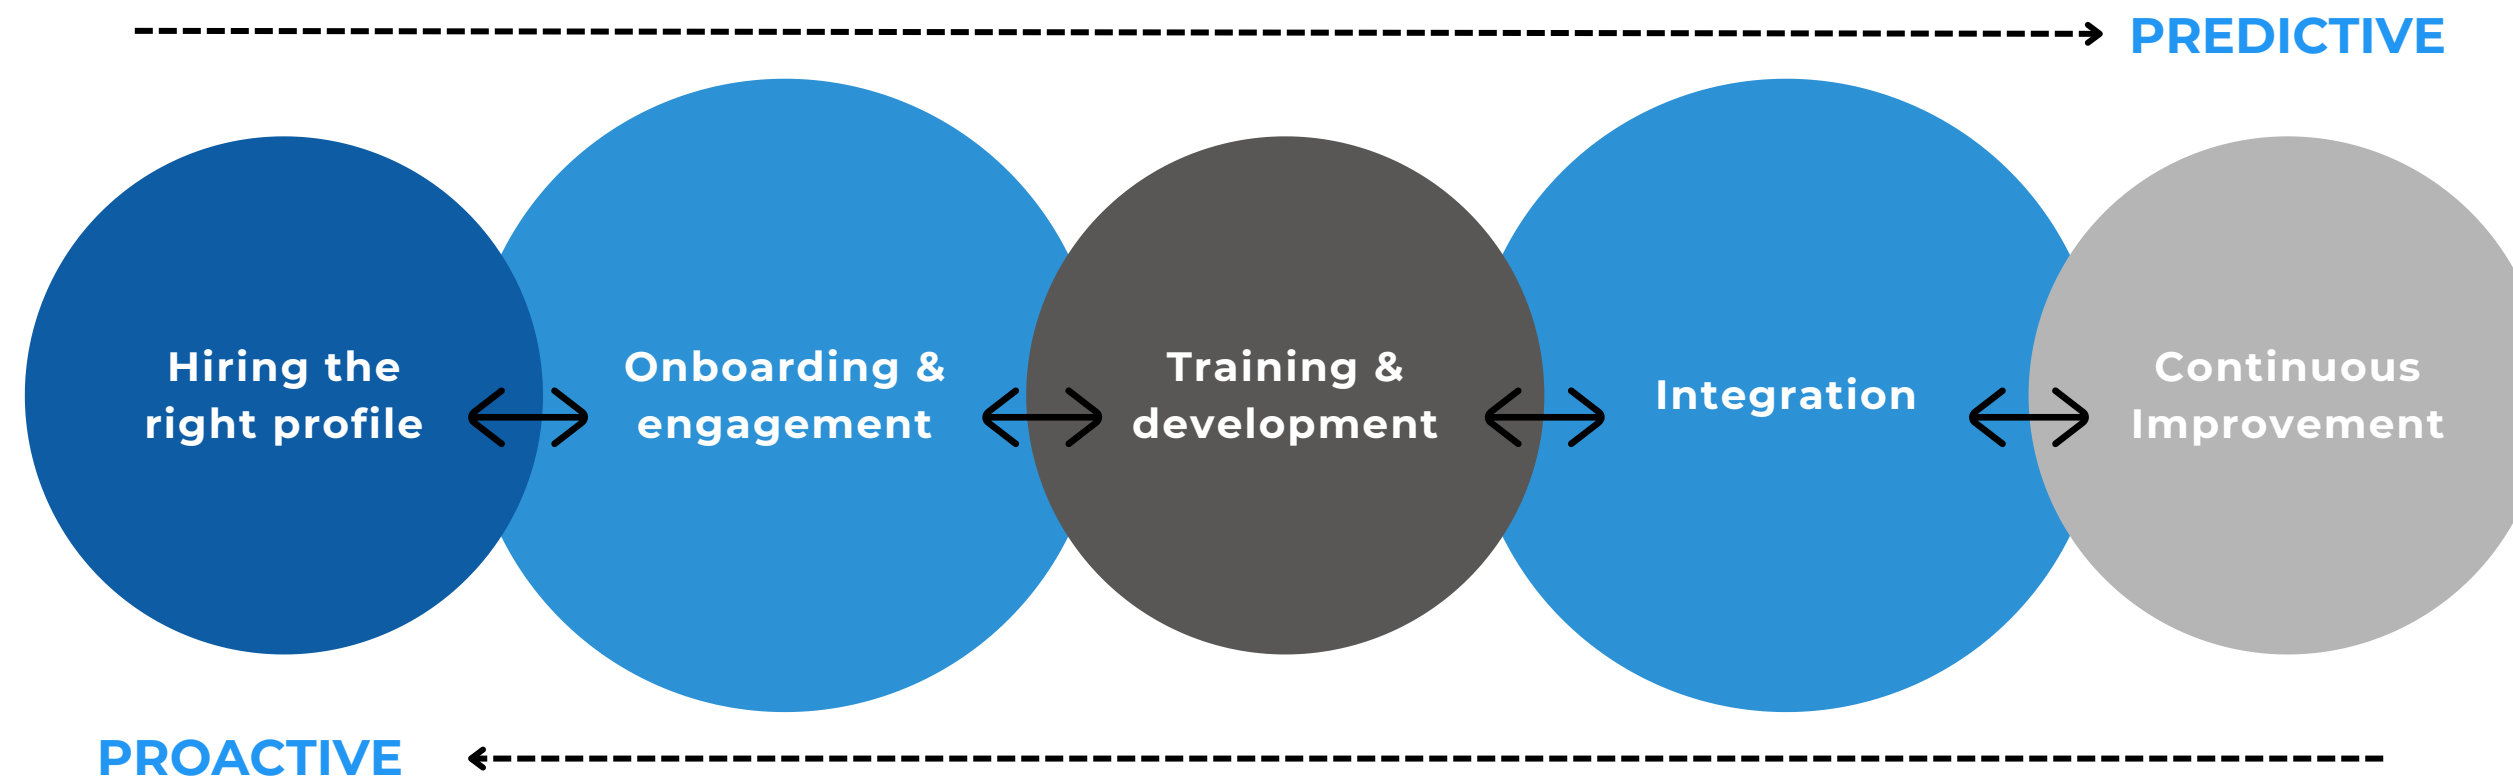 PREDICTIVE
Hiring the
right profile
Onboarding &
engagement
Training &
development
Integration
Continuous
Improvement
PROACTIVE